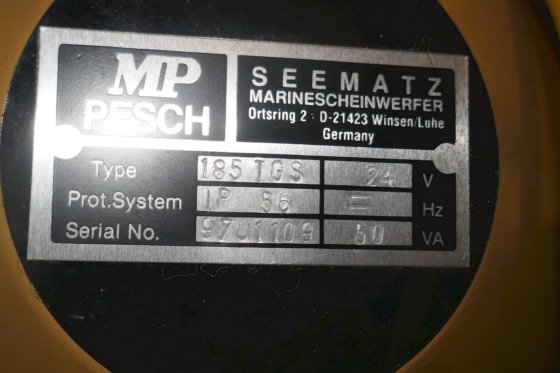 MP
PESCH
SEEMATZ
MARINESCHEINWERFER
Ortsring 2 · D-21423 Winsen/Luhe
Germany
Type 185 TGS 24 V
Prot.System IP 56 = Hz
Serial No. 9701109 60 VA